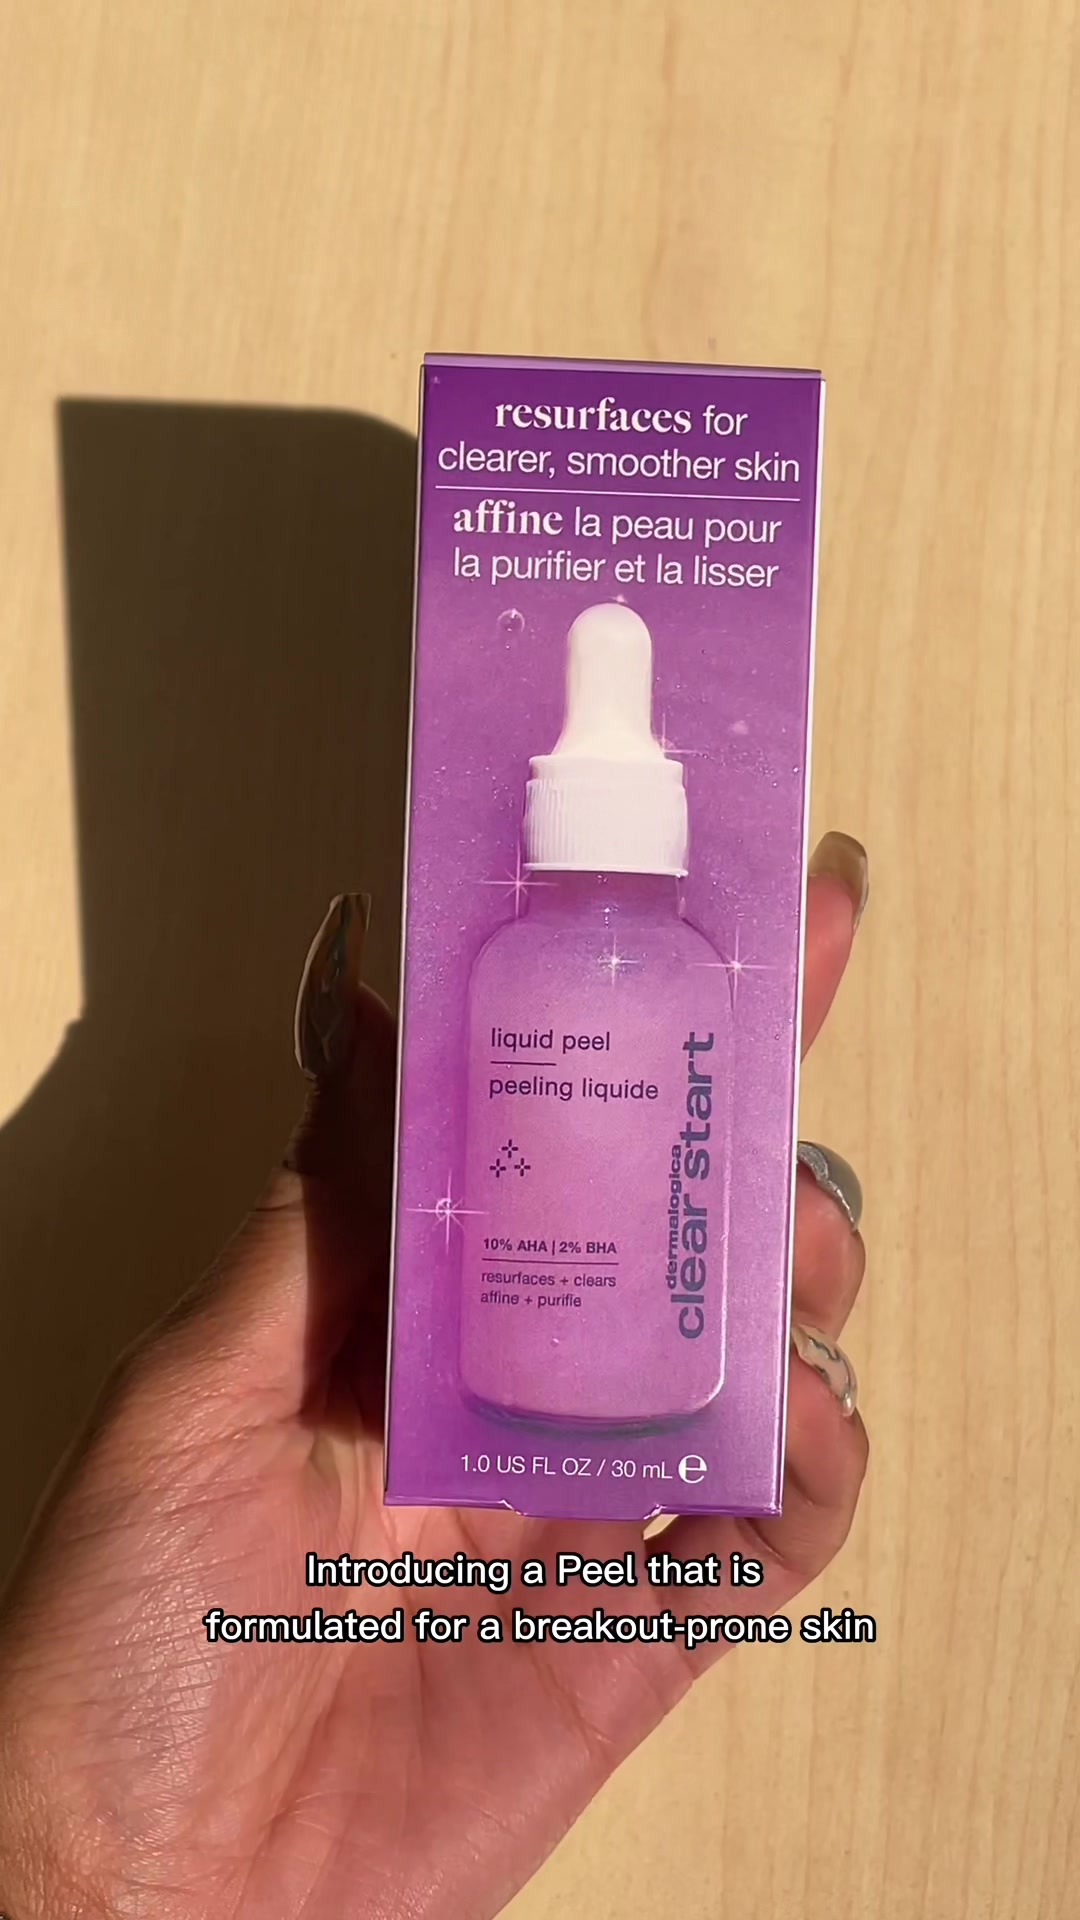 resurfaces for
clearer, smoother skin
affine la peau pour
la purifier et la lisser
liquid peel
peeling liquide
dermalogica
clear start
10% AHA | 2% BHA
resurfaces + clears
affine + purifie
1.0 US FL OZ / 30 mL e
Introducing a Peel that is
formulated for a breakout-prone skin